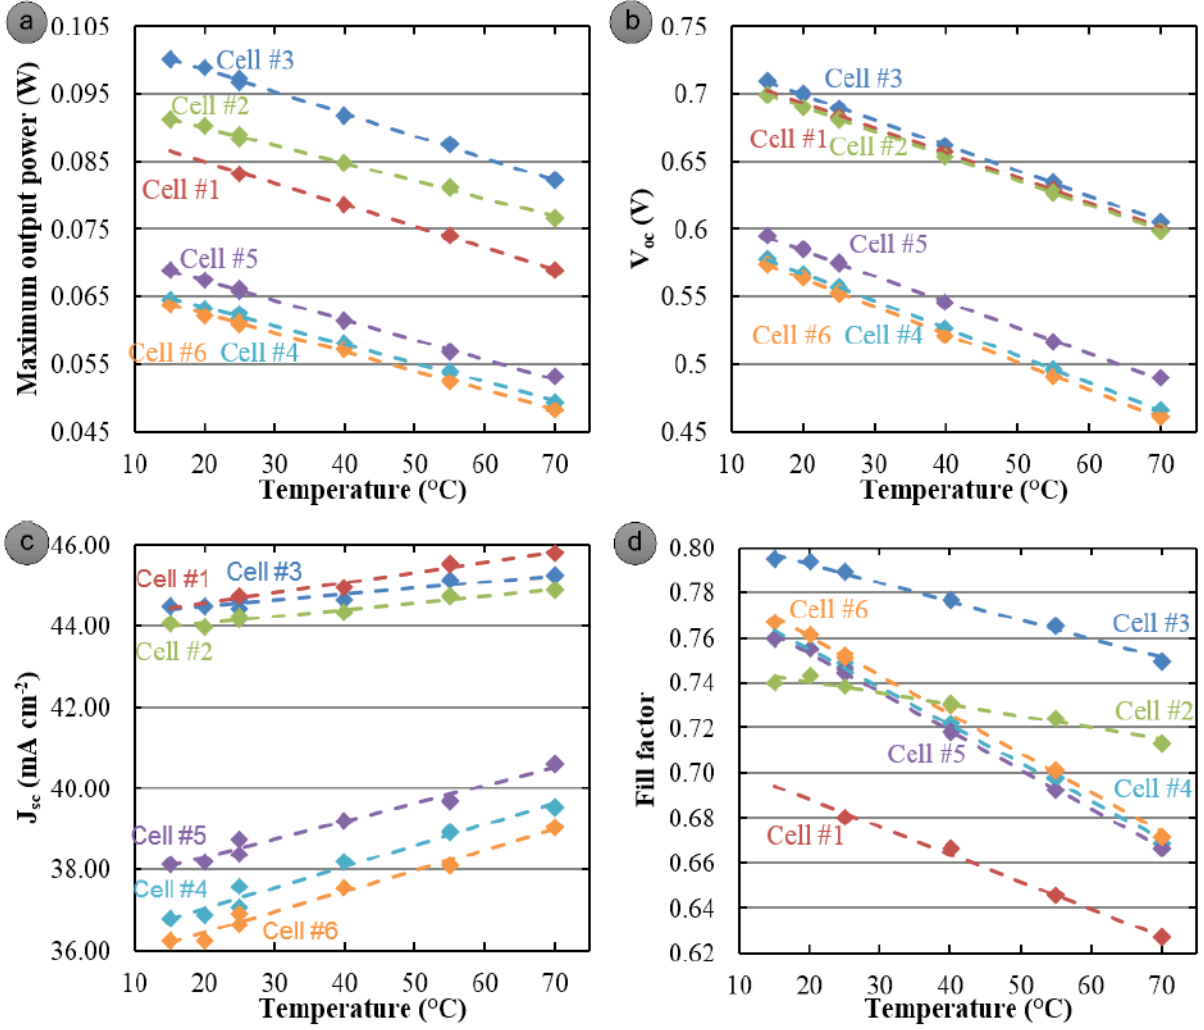 a
Maximum output power (W)
0.105
0.095
0.085
0.075
0.065
0.055
0.045
Cell #3
Cell #2
Cell #1
Cell #5
Cell #6
Cell #4
10 20 30 40 50 60 70
Temperature (°C)
b
V_oc (V)
0.75
0.7
0.65
0.6
0.55
0.5
0.45
Cell #3
Cell #1
Cell #2
Cell #5
Cell #6
Cell #4
10 20 30 40 50 60 70
Temperature (°C)
c
J_sc (mA cm⁻²)
46.00
44.00
42.00
40.00
38.00
36.00
Cell #1
Cell #3
Cell #2
Cell #5
Cell #4
Cell #6
10 20 30 40 50 60 70
Temperature (°C)
d
Fill factor
0.80
0.78
0.76
0.74
0.72
0.70
0.68
0.66
0.64
0.62
Cell #6
Cell #3
Cell #2
Cell #5
Cell #4
Cell #1
10 20 30 40 50 60 70
Temperature (°C)